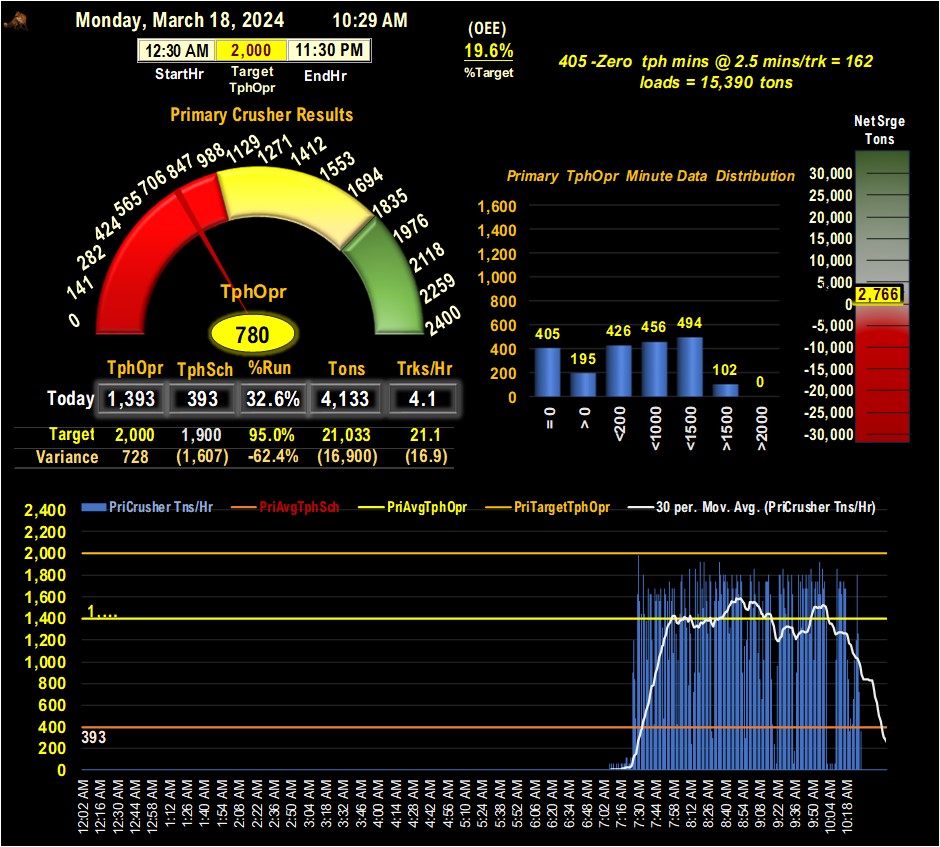 Monday, March 18, 2024 10:29 AM
12:30 AM 2,000 11:30 PM
StartHr Target TphOpr EndHr
(OEE)
19.6%
%Target
405 -Zero tph mins @ 2.5 mins/trk = 162
loads = 15,390 tons
Primary Crusher Results
0
141
282
424
565
706
847
988
1129
1271
1412
1553
1694
1835
1976
2118
2259
2400
TphOpr
780
TphOpr TphSch %Run Tons Trks/Hr
Today 1,393 393 32.6% 4,133 4.1
Target 2,000 1,900 95.0% 21,033 21.1
Variance 728 (1,607) -62.4% (16,900) (16.9)
Primary TphOpr Minute Data Distribution
1,600
1,400
1,200
1,000
800
600
400
200
0
405 195 426 456 494 102 0
= 0
> 0
<200
<1000
<1500
>1500
>2000
NetSrge
Tons
30,000
25,000
20,000
15,000
10,000
5,000
2,766
0
-5,000
-10,000
-15,000
-20,000
-25,000
-30,000
PriCrusher Tns/Hr PriAvgTphSch PriAvgTphOpr PriTargetTphOpr 30 per. Mov. Avg. (PriCrusher Tns/Hr)
2,400
2,200
2,000
1,800
1,600
1,400
1,200
1,000
800
600
400
200
0
1....
393
12:02 AM
12:16 AM
12:30 AM
12:44 AM
12:58 AM
1:12 AM
1:26 AM
1:40 AM
1:54 AM
2:08 AM
2:22 AM
2:36 AM
2:50 AM
3:04 AM
3:18 AM
3:32 AM
3:46 AM
4:00 AM
4:14 AM
4:28 AM
4:42 AM
4:56 AM
5:10 AM
5:24 AM
5:38 AM
5:52 AM
6:06 AM
6:20 AM
6:34 AM
6:48 AM
7:02 AM
7:16 AM
7:30 AM
7:44 AM
7:58 AM
8:12 AM
8:26 AM
8:40 AM
8:54 AM
9:08 AM
9:22 AM
9:36 AM
9:50 AM
10:04 AM
10:18 AM